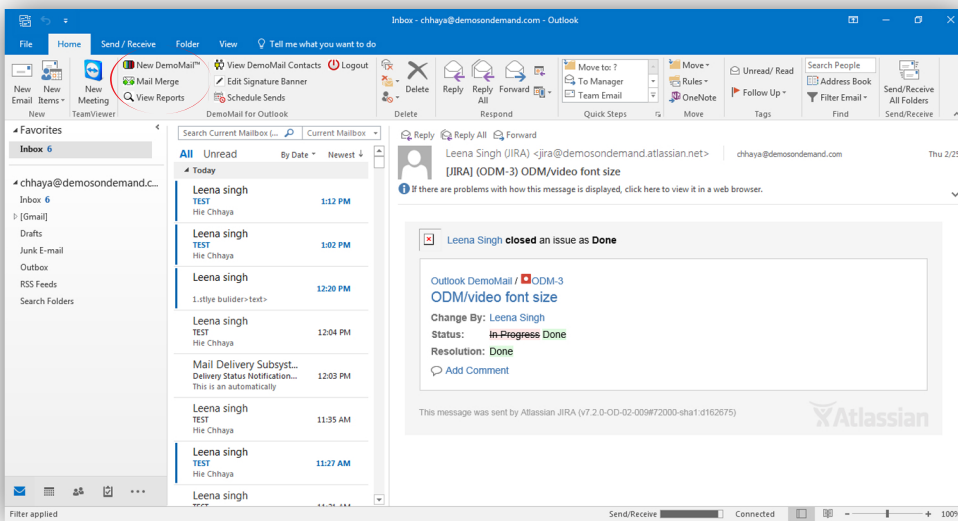 Inbox - chhaya@demosondemand.com - Outlook
File Home Send / Receive Folder View Tell me what you want to do
New Email
New Items
New Meeting
New DemoMail™
Mail Merge
View Reports
View DemoMail Contacts
Edit Signature Banner
Schedule Sends
Logout
Delete
Reply
Reply All
Forward
Move to: ?
To Manager
Team Email
Move
Rules
OneNote
Unread/ Read
Follow Up
Search People
Address Book
Filter Email
Send/Receive All Folders
New TeamViewer DemoMail for Outlook Delete Respond Quick Steps Move Tags Find Send/Receive
Favorites
Inbox 6
chhaya@demosondemand.c...
Inbox 6
[Gmail]
Drafts
Junk E-mail
Outbox
RSS Feeds
Search Folders
Search Current Mailbox (... Current Mailbox
All Unread By Date Newest
Today
Leena singh
TEST 1:12 PM
Hie Chhaya
Leena singh
TEST 1:02 PM
Hie Chhaya
Leena singh
12:20 PM
1.stlye bulider>text>
Leena singh
TEST 12:04 PM
Hie Chhaya
Mail Delivery Subsyst...
Delivery Status Notification... 12:03 PM
This is an automatically
Leena singh
TEST 11:35 AM
Hie Chhaya
Leena singh
TEST 11:27 AM
Hie Chhaya
Leena singh
Reply Reply All Forward
Leena Singh (JIRA) <jira@demosondemand.atlassian.net> chhaya@demosondemand.com Thu 2/25
[JIRA] (ODM-3) ODM/video font size
If there are problems with how this message is displayed, click here to view it in a web browser.
Leena Singh closed an issue as Done
Outlook DemoMail / ODM-3
ODM/video font size
Change By: Leena Singh
Status: In Progress Done
Resolution: Done
Add Comment
This message was sent by Atlassian JIRA (v7.2.0-OD-02-009#72000-sha1:d162675)
Atlassian
Filter applied
Send/Receive Connected 100%